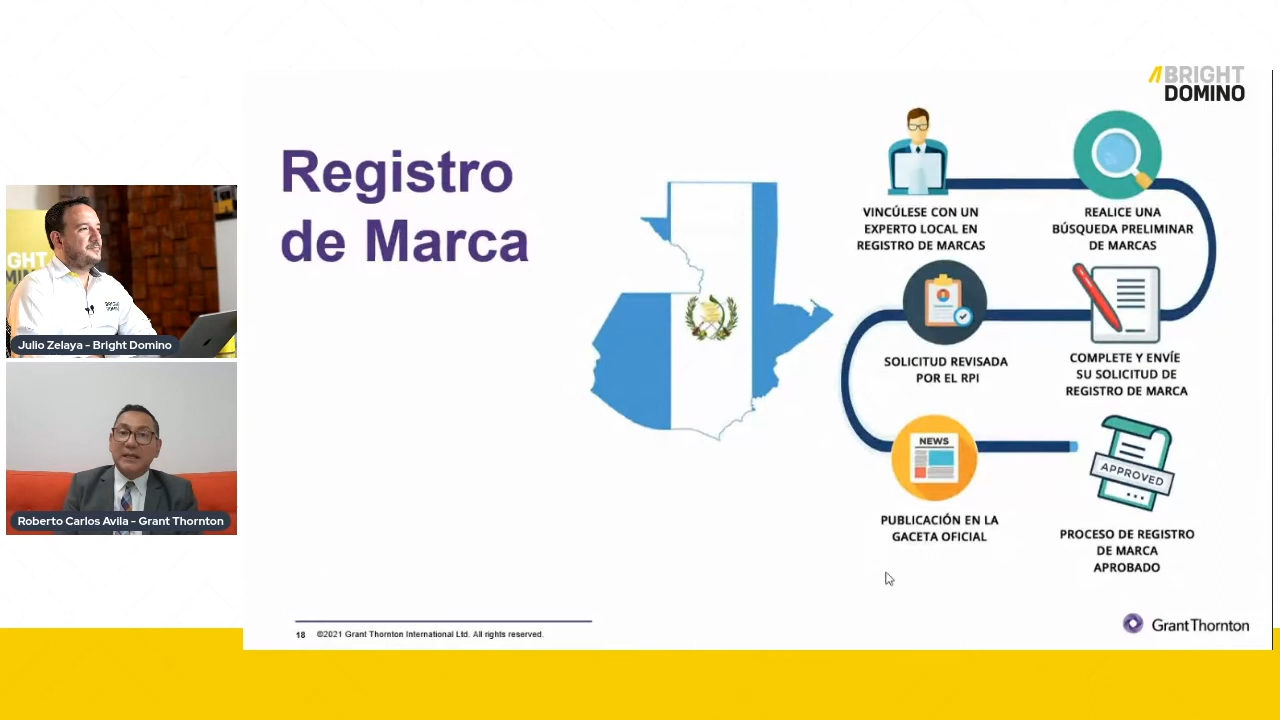 BRIGHT
DOMINO
Registro
de Marca
VINCÚLESE CON UN
EXPERTO LOCAL EN
REGISTRO DE MARCAS
REALICE UNA
BÚSQUEDA PRELIMINAR
DE MARCAS
SOLICITUD REVISADA
POR EL RPI
COMPLETE Y ENVÍE
SU SOLICITUD DE
REGISTRO DE MARCA
NEWS
PUBLICACIÓN EN LA
GACETA OFICIAL
APPROVED
PROCESO DE REGISTRO
DE MARCA
APROBADO
Julio Zelaya - Bright Domino
Roberto Carlos Avila - Grant Thornton
18 ©2021 Grant Thornton International Ltd. All rights reserved.
Grant Thornton